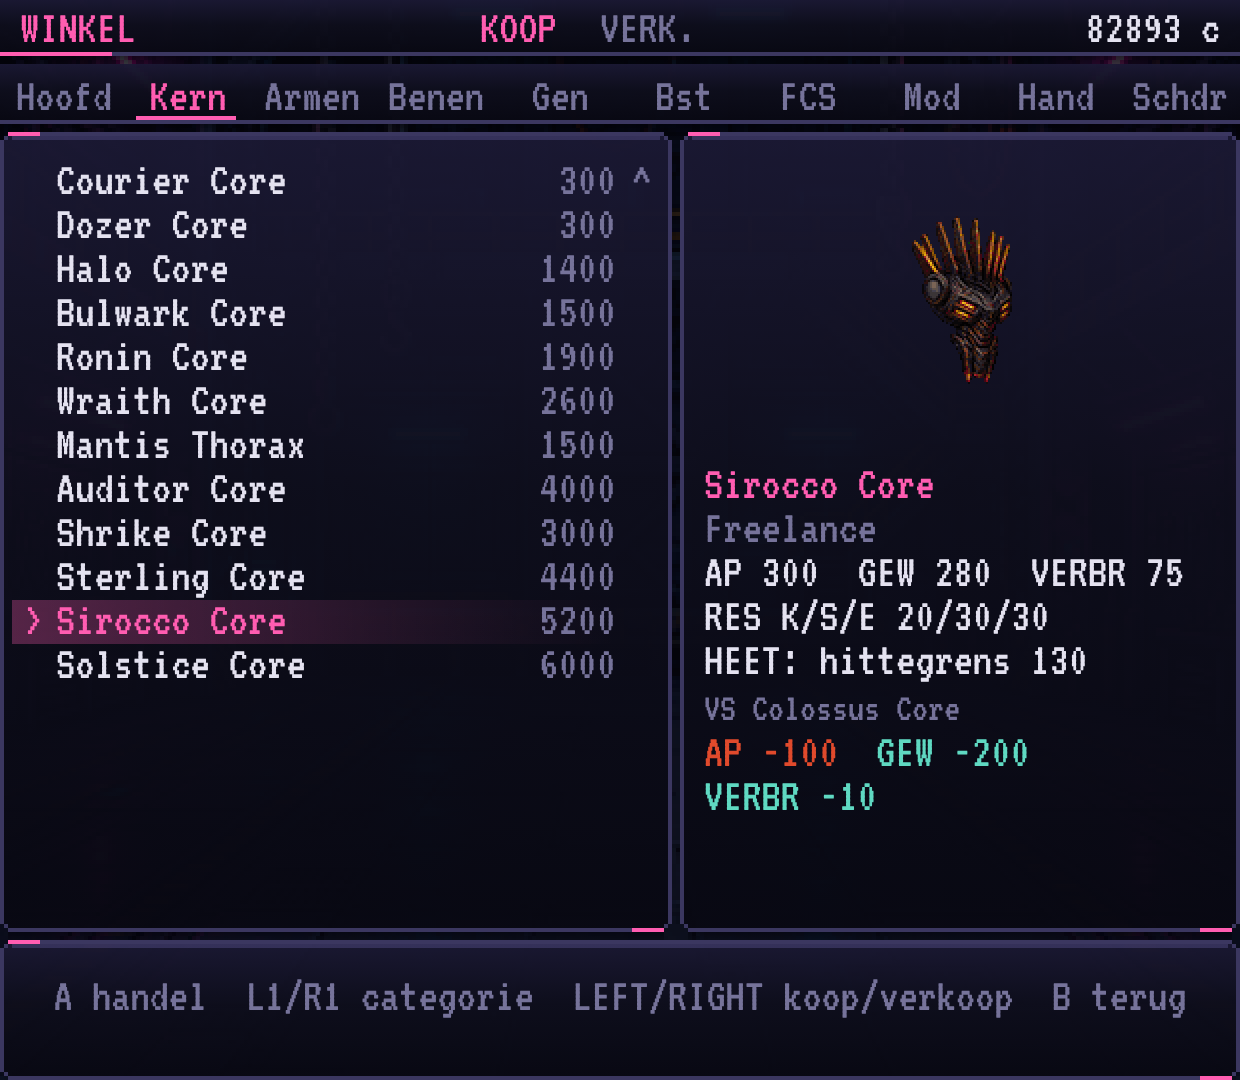 WINKEL KOOP VERK. 82893 c
Hoofd Kern Armen Benen Gen Bst FCS Mod Hand Schdr
Courier Core 300 ^
Dozer Core 300
Halo Core 1400
Bulwark Core 1500
Ronin Core 1900
Wraith Core 2600
Mantis Thorax 1500
Auditor Core 4000
Shrike Core 3000
Sterling Core 4400
> Sirocco Core 5200
Solstice Core 6000
Sirocco Core
Freelance
AP 300 GEW 280 VERBR 75
RES K/S/E 20/30/30
HEET: hittegrens 130
VS Colossus Core
AP -100 GEW -200
VERBR -10
A handel L1/R1 categorie LEFT/RIGHT koop/verkoop B terug